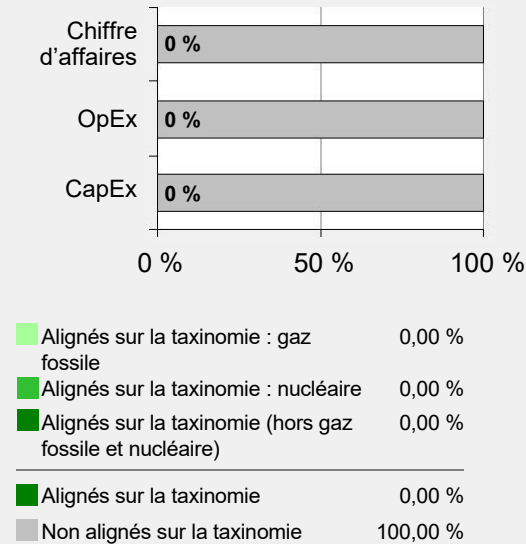 Chiffre
d’affaires
0 %
OpEx
0 %
CapEx
0 %
0 % 50 % 100 %
Alignés sur la taxinomie : gaz 0,00 %
fossile
Alignés sur la taxinomie : nucléaire 0,00 %
Alignés sur la taxinomie (hors gaz 0,00 %
fossile et nucléaire)
Alignés sur la taxinomie 0,00 %
Non alignés sur la taxinomie 100,00 %